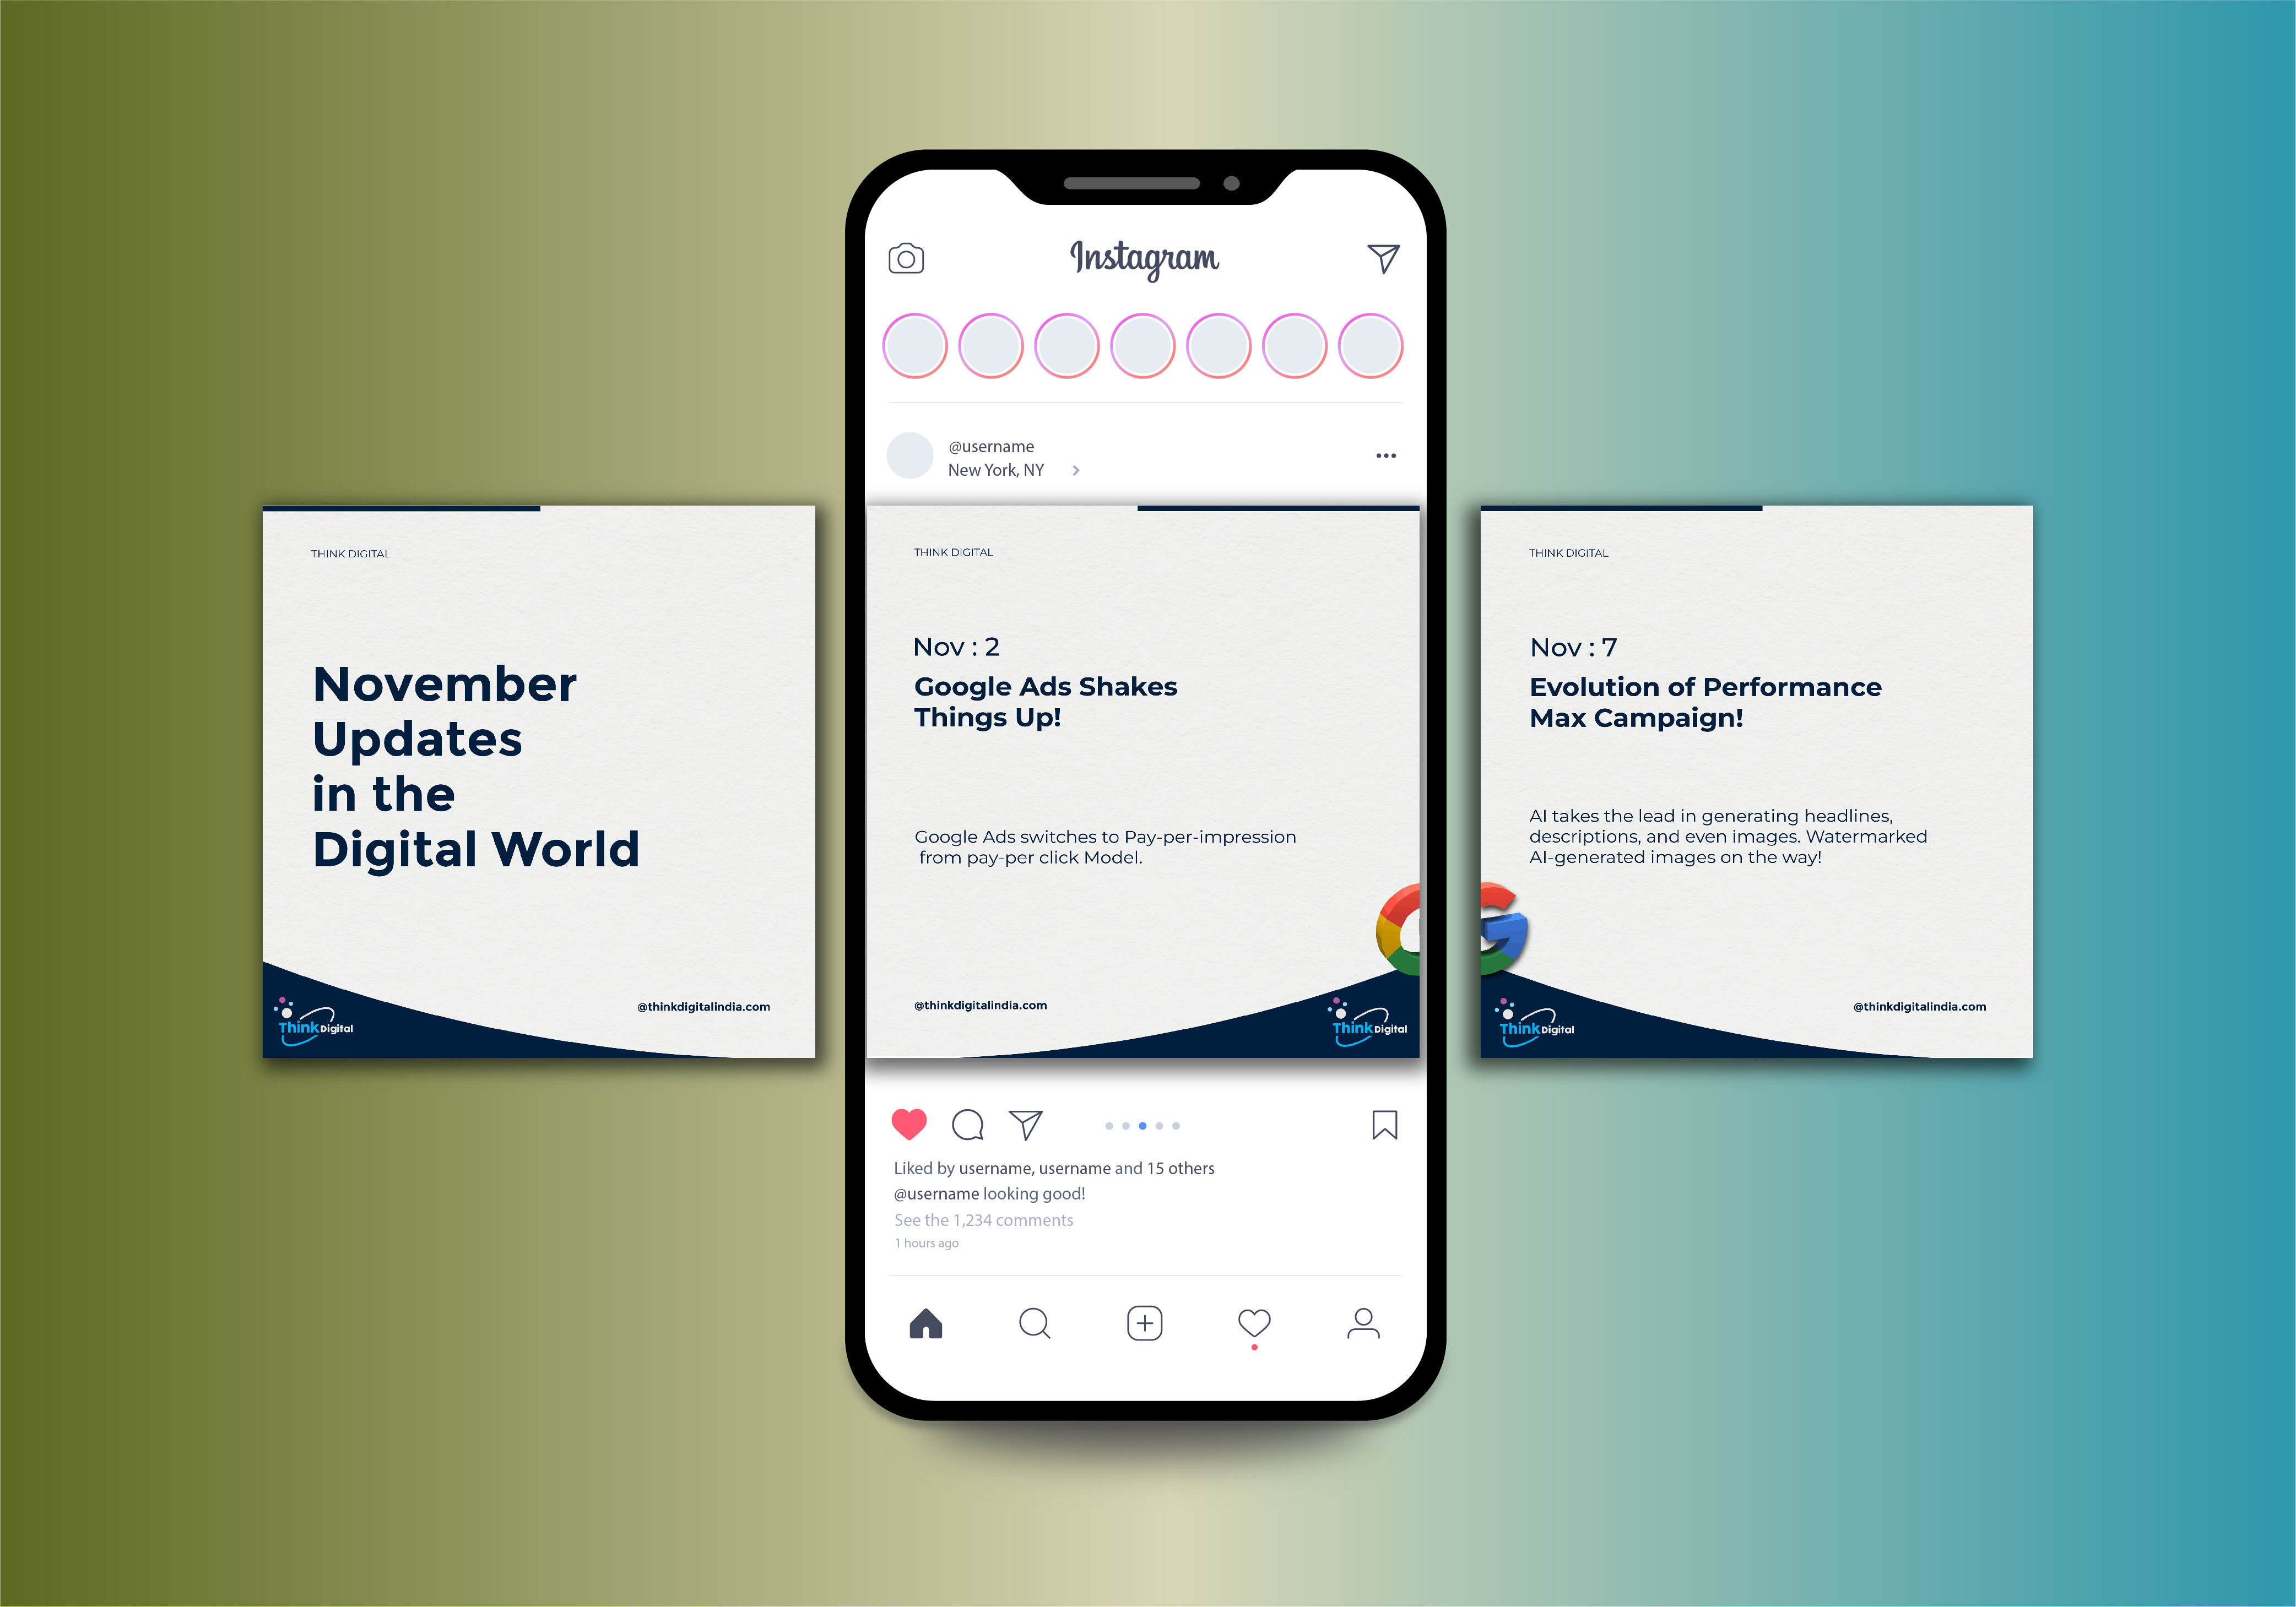 Instagram
@username
New York, NY
THINK DIGITAL
November
Updates
in the
Digital World
Think Digital
@thinkdigitalindia.com
THINK DIGITAL
Nov : 2
Google Ads Shakes
Things Up!
Google Ads switches to Pay-per-impression
from pay-per click Model.
@thinkdigitalindia.com
Think Digital
THINK DIGITAL
Nov : 7
Evolution of Performance
Max Campaign!
AI takes the lead in generating headlines,
descriptions, and even images. Watermarked
AI-generated images on the way!
Think Digital
@thinkdigitalindia.com
Liked by username, username and 15 others
@username looking good!
See the 1,234 comments
1 hours ago